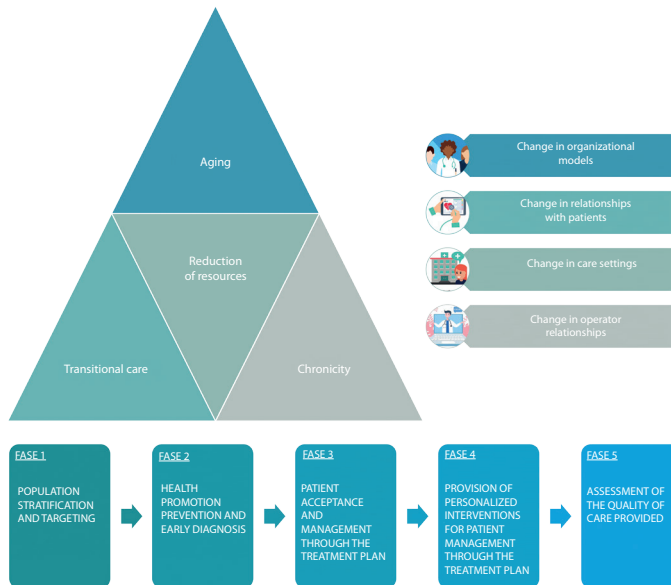 Aging
Reduction
of resources
Transitional care
Chronicity
Change in organizational
models
Change in relationships
with patients
Change in care settings
Change in operator
relationships
FASE 1
POPULATION
STRATIFICATION
AND TARGETING
FASE 2
HEALTH
PROMOTION
PREVENTION AND
EARLY DIAGNOSIS
FASE 3
PATIENT
ACCEPTANCE
AND
MANAGEMENT
THROUGH THE
TREATMENT PLAN
FASE 4
PROVISION OF
PERSONALIZED
INTERVENTIONS
FOR PATIENT
MANAGEMENT
THROUGH THE
TREATMENT PLAN
FASE 5
ASSESSMENT OF
THE QUALITY OF
CARE PROVIDED